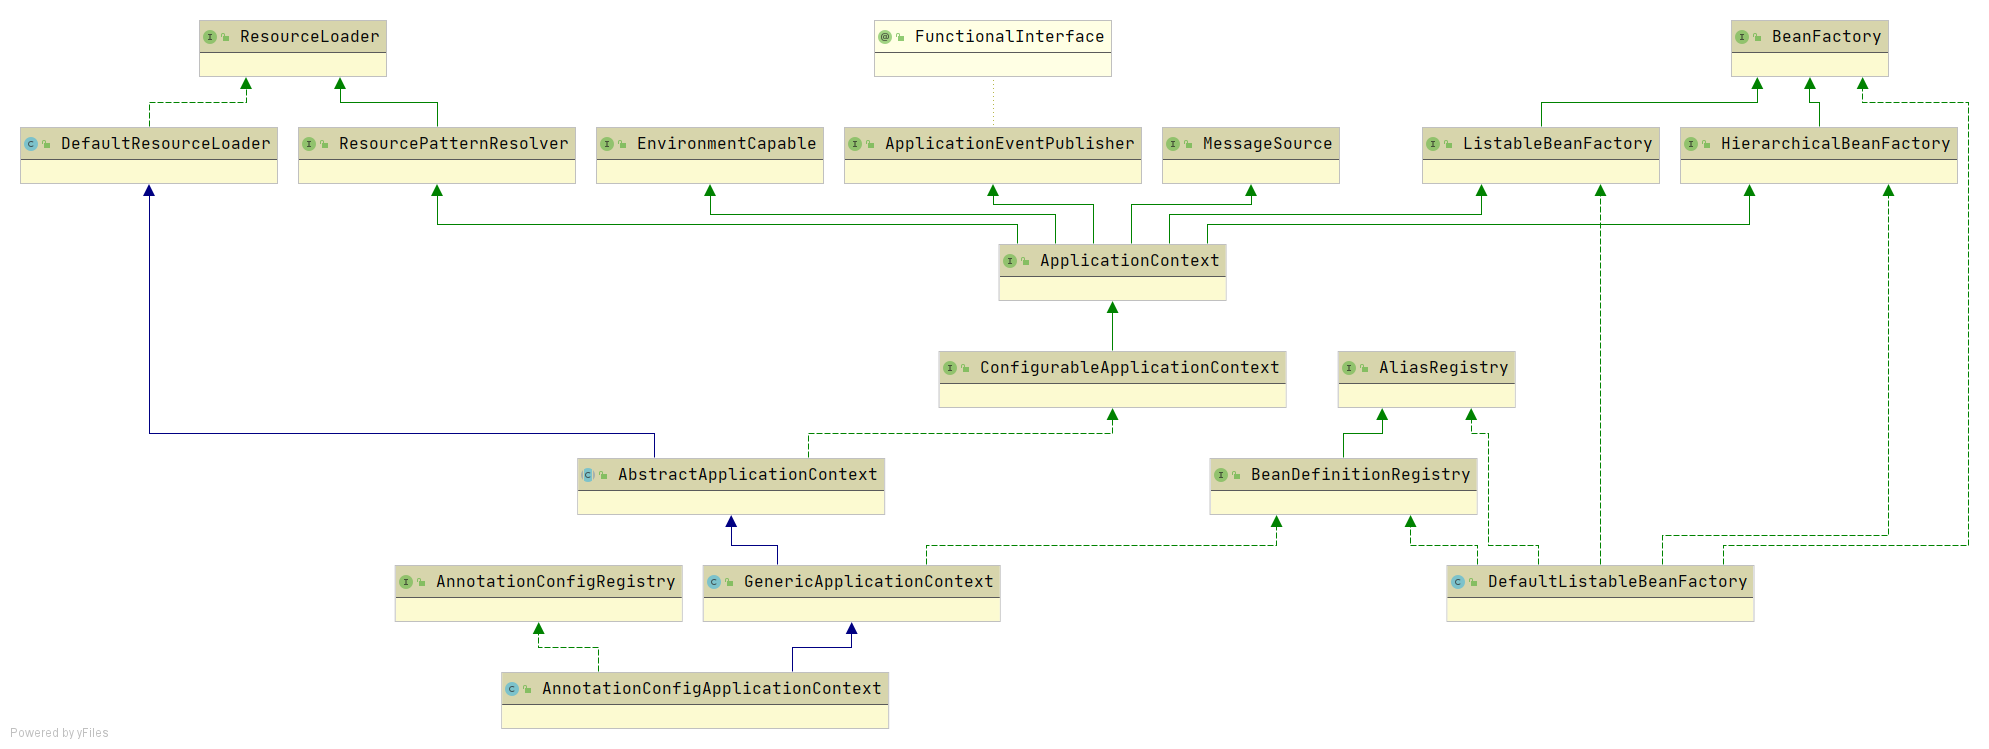 ResourceLoader
FunctionalInterface
BeanFactory
DefaultResourceLoader
ResourcePatternResolver
EnvironmentCapable
ApplicationEventPublisher
MessageSource
ListableBeanFactory
HierarchicalBeanFactory
ApplicationContext
ConfigurableApplicationContext
AliasRegistry
AbstractApplicationContext
BeanDefinitionRegistry
AnnotationConfigRegistry
GenericApplicationContext
DefaultListableBeanFactory
AnnotationConfigApplicationContext
Powered by yFiles